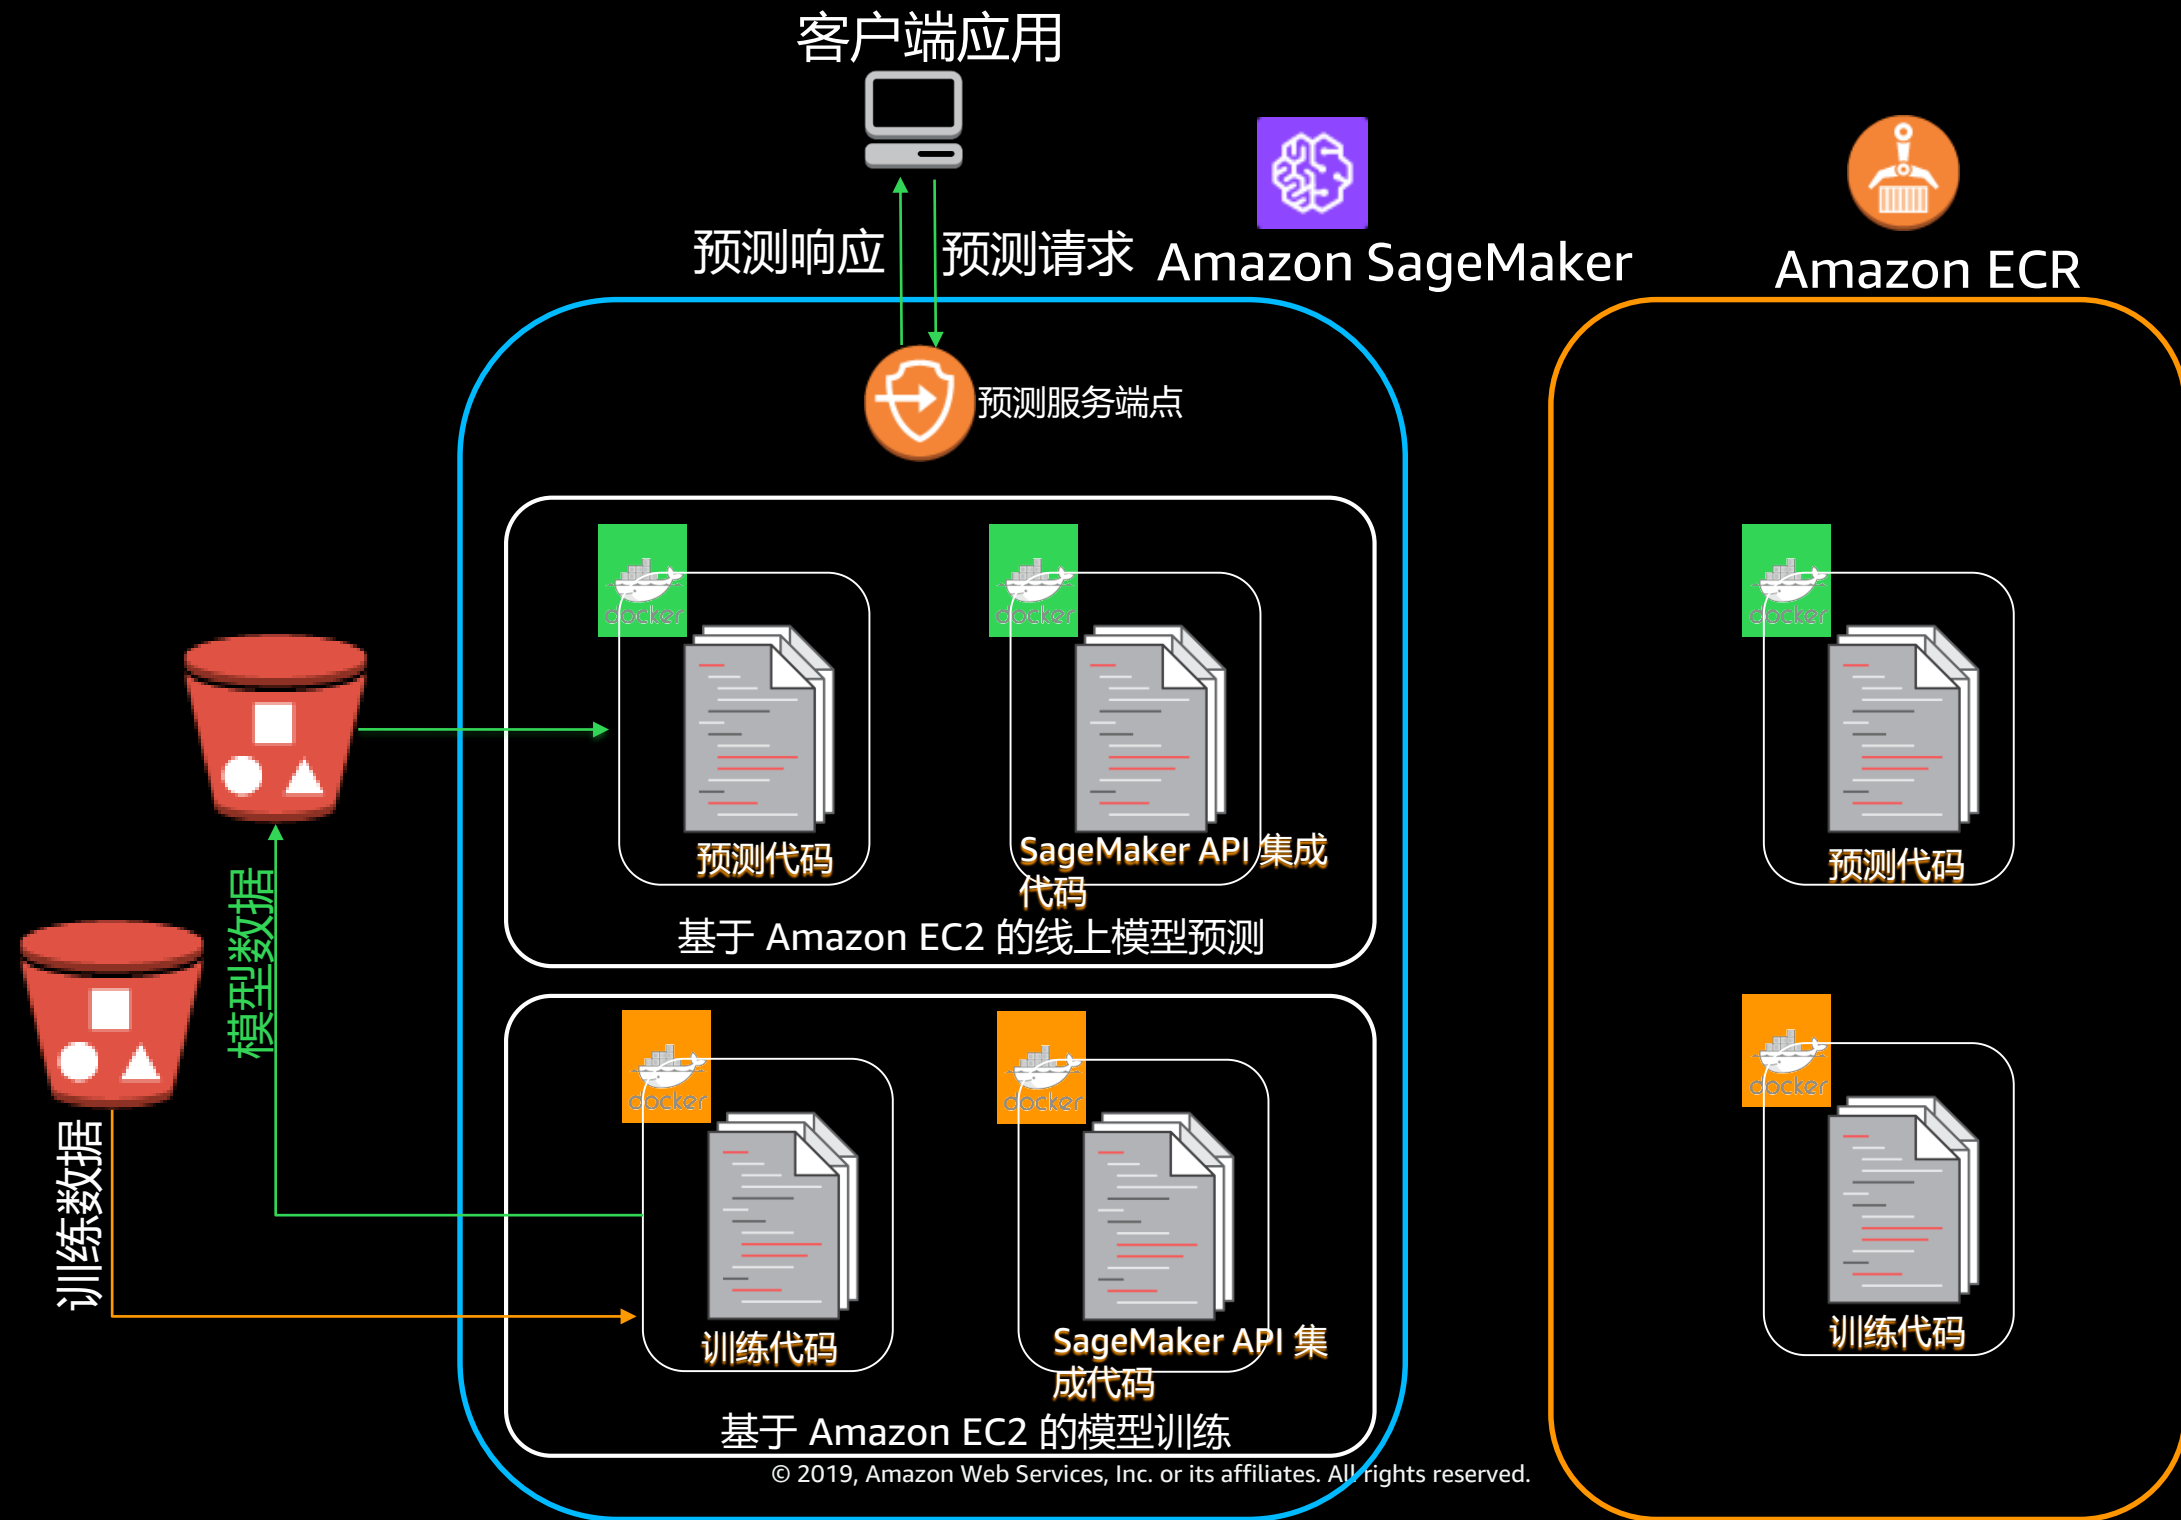 客户端应用
预测响应
预测请求
Amazon SageMaker
Amazon ECR
预测服务端点
docker
docker
docker
预测代码
SageMaker API 集成
代码
预测代码
基于 Amazon EC2 的线上模型预测
模型数据
docker
docker
docker
训练数据
训练代码
SageMaker API 集
成代码
训练代码
基于 Amazon EC2 的模型训练
© 2019, Amazon Web Services, Inc. or its affiliates. All rights reserved.